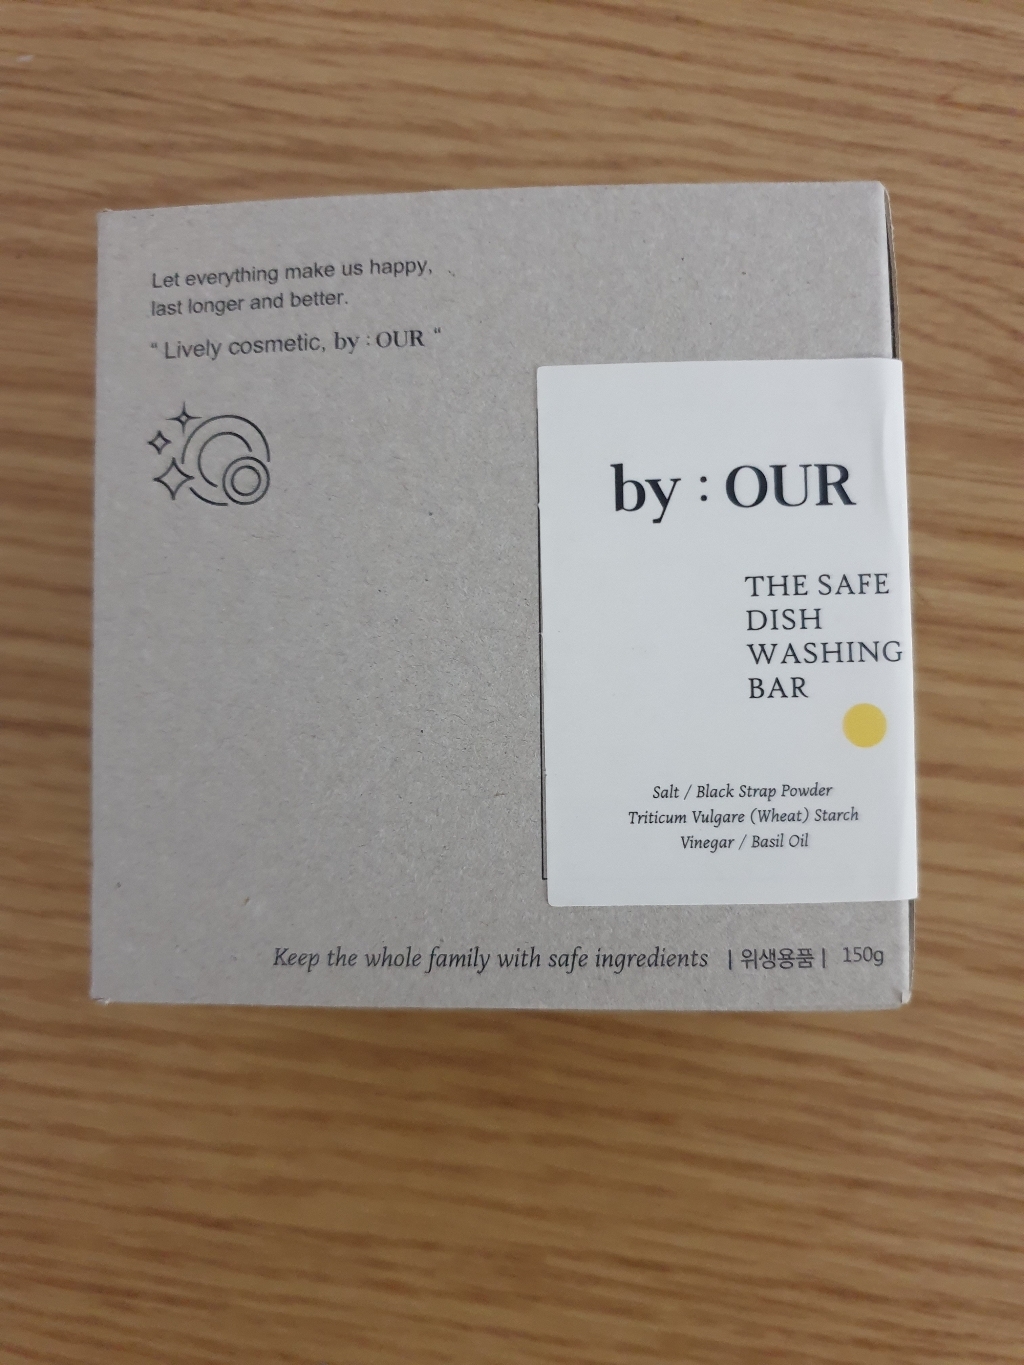 Let everything make us happy,
last longer and better.
“ Lively cosmetic, by : OUR “
by : OUR
THE SAFE
DISH
WASHING
BAR
Salt / Black Strap Powder
Triticum Vulgare (Wheat) Starch
Vinegar / Basil Oil
Keep the whole family with safe ingredients | 위생용품 | 150g